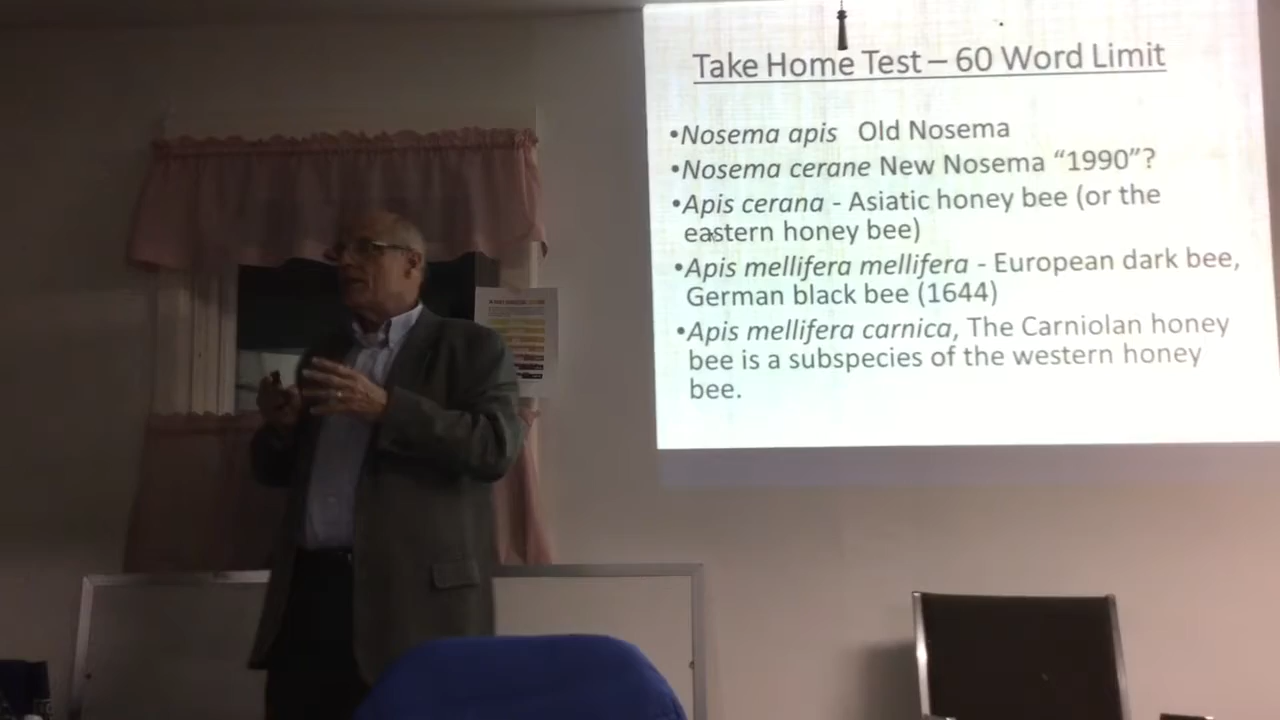 Take Home Test – 60 Word Limit
•Nosema apis Old Nosema
•Nosema cerane New Nosema “1990”?
•Apis cerana - Asiatic honey bee (or the
eastern honey bee)
•Apis mellifera mellifera - European dark bee,
German black bee (1644)
•Apis mellifera carnica, The Carniolan honey
bee is a subspecies of the western honey
bee.